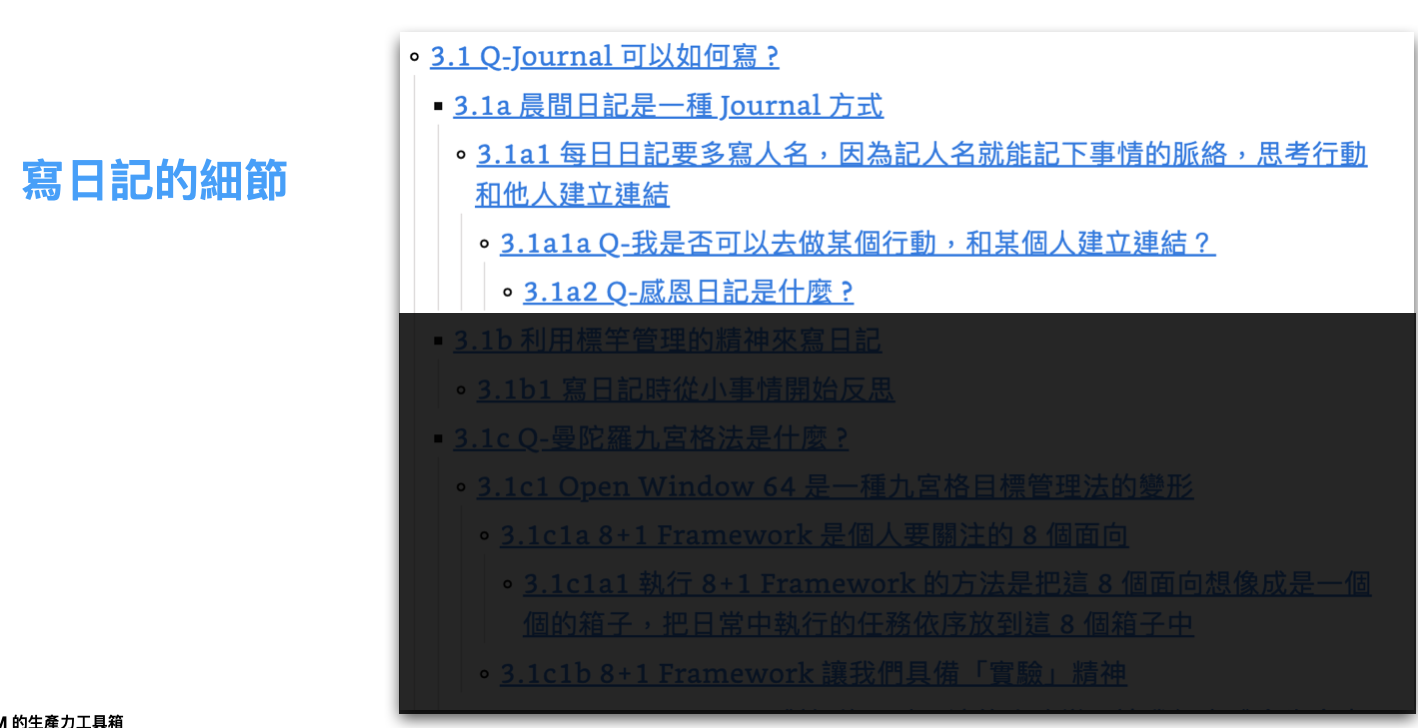 寫日記的細節
3.1 Q-Journal 可以如何寫？
3.1a 晨間日記是一種 Journal 方式
3.1a1 每日日記要多寫人名，因為記人名就能記下事情的脈絡，思考行動
和他人建立連結
3.1a1a Q-我是否可以去做某個行動，和某個人建立連結？
3.1a2 Q-感恩日記是什麼？
3.1b 利用標竿管理的精神來寫日記
3.1b1 寫日記時從小事情開始反思
3.1c Q-曼陀羅九宮格法是什麼？
3.1c1 Open Window 64 是一種九宮格目標管理法的變形
3.1c1a 8+1 Framework 是個人要關注的 8 個面向
3.1c1a1 執行 8+1 Framework 的方法是把這 8 個面向想像成是一個
個的箱子，把日常中執行的任務依序放到這 8 個箱子中
3.1c1b 8+1 Framework 讓我們具備「實驗」精神
M 的生產力工具箱